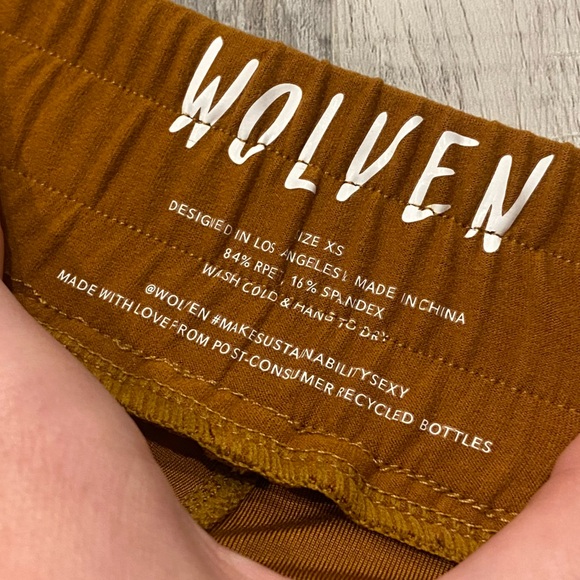 WOLVEN
SIZE XS
DESIGNED IN LOS ANGELES | MADE IN CHINA
84% RPET | 16% SPANDEX
WASH COLD & HANG TO DRY
@WOLVEN #MAKESUSTAINABILITYSEXY
MADE WITH LOVE FROM POST-CONSUMER RECYCLED BOTTLES